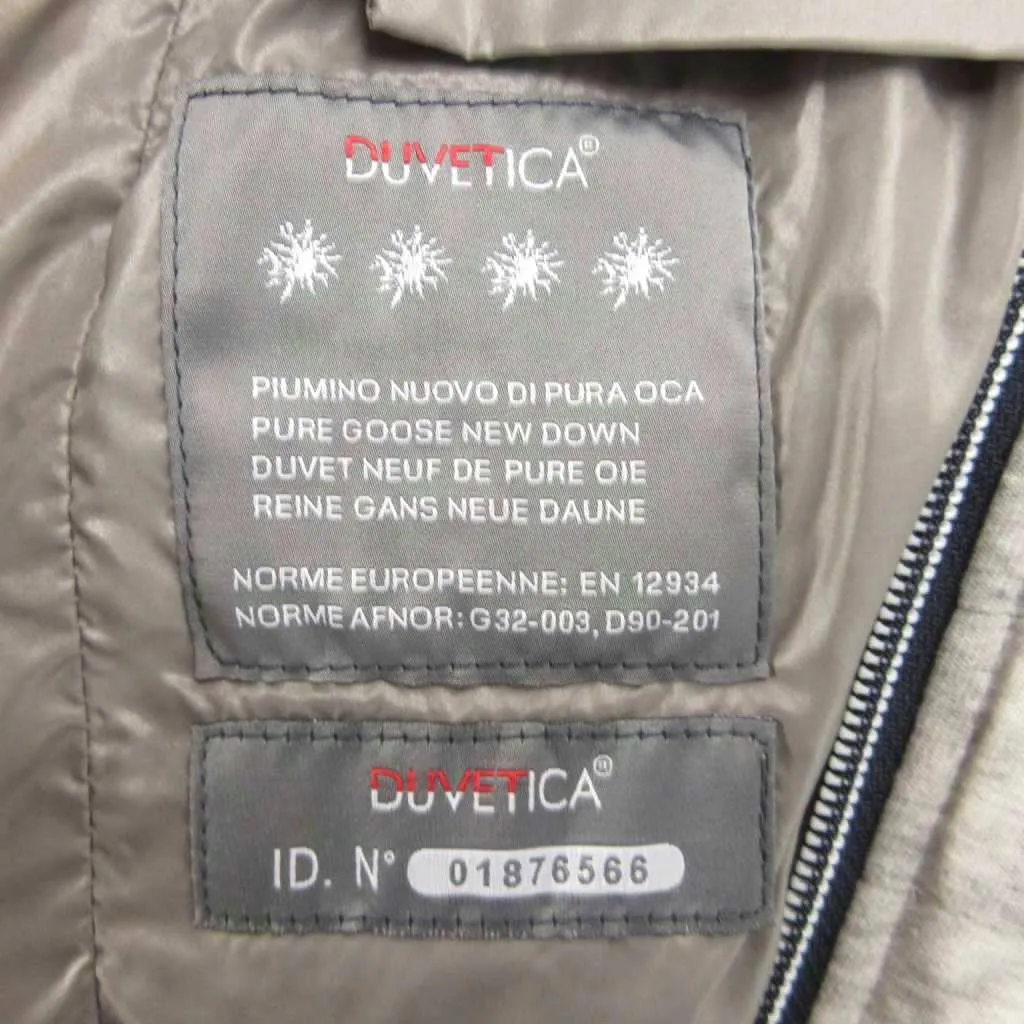 DUVETICA®
PIUMINO NUOVO DI PURA OCA
PURE GOOSE NEW DOWN
DUVET NEUF DE PURE OIE
REINE GANS NEUE DAUNE
NORME EUROPEENNE: EN 12934
NORME AFNOR: G32-003, D90-201
DUVETICA®
ID. N° 01876566